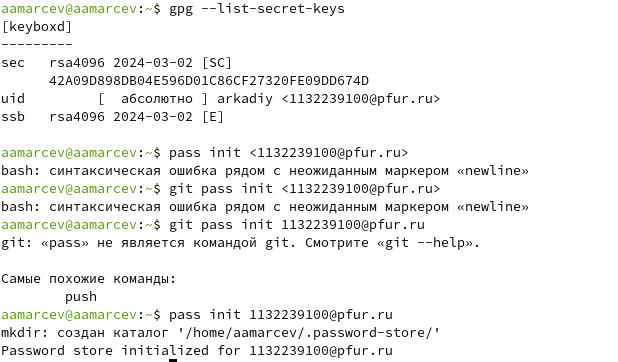 aamarcev@aamarcev:~$ gpg --list-secret-keys
[keyboxd]
---------
sec   rsa4096 2024-03-02 [SC]
      42A09D898DB04E596D01C86CF27320FE09DD674D
uid         [  абсолютно ] arkadiy <1132239100@pfur.ru>
ssb   rsa4096 2024-03-02 [E]
aamarcev@aamarcev:~$ pass init <1132239100@pfur.ru>
bash: синтаксическая ошибка рядом с неожиданным маркером «newline»
aamarcev@aamarcev:~$ git pass init <1132239100@pfur.ru>
bash: синтаксическая ошибка рядом с неожиданным маркером «newline»
aamarcev@aamarcev:~$ git pass init 1132239100@pfur.ru
git: «pass» не является командой git. Смотрите «git --help».
Самые похожие команды:
        push
aamarcev@aamarcev:~$ pass init 1132239100@pfur.ru
mkdir: создан каталог '/home/aamarcev/.password-store/'
Password store initialized for 1132239100@pfur.ru